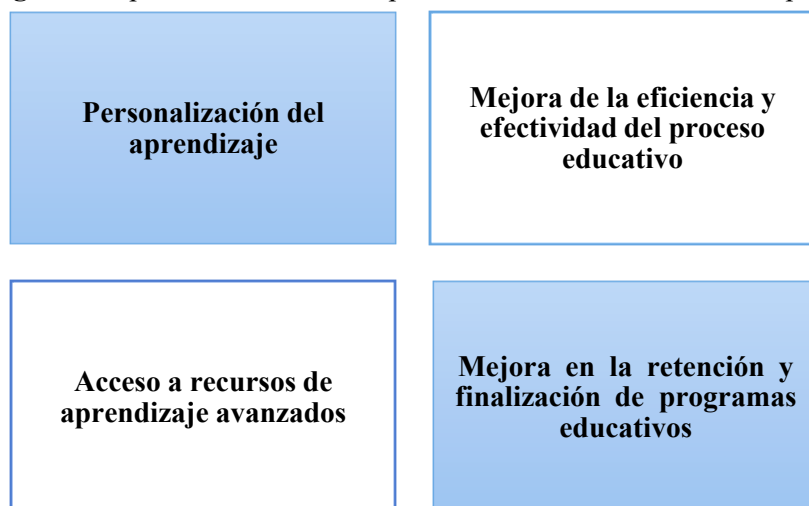 Personalización del
aprendizaje
Mejora de la eficiencia y
efectividad del proceso
educativo
Acceso a recursos de
aprendizaje avanzados
Mejora en la retención y
finalización de programas
educativos